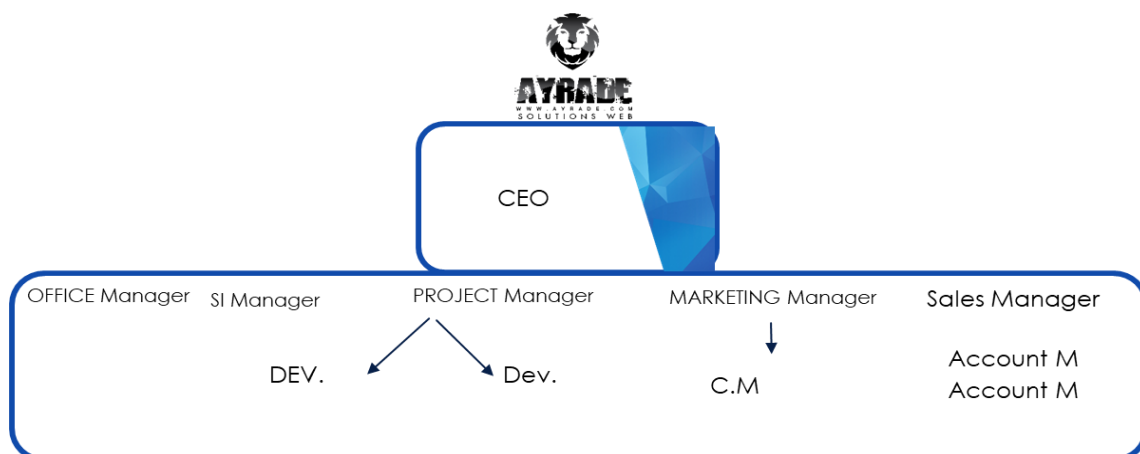 AYRADE
WWW.AYRADE.COM
SOLUTIONS WEB
CEO
OFFICE Manager
SI Manager
PROJECT Manager
MARKETING Manager
Sales Manager
DEV.
Dev.
C.M
Account M
Account M